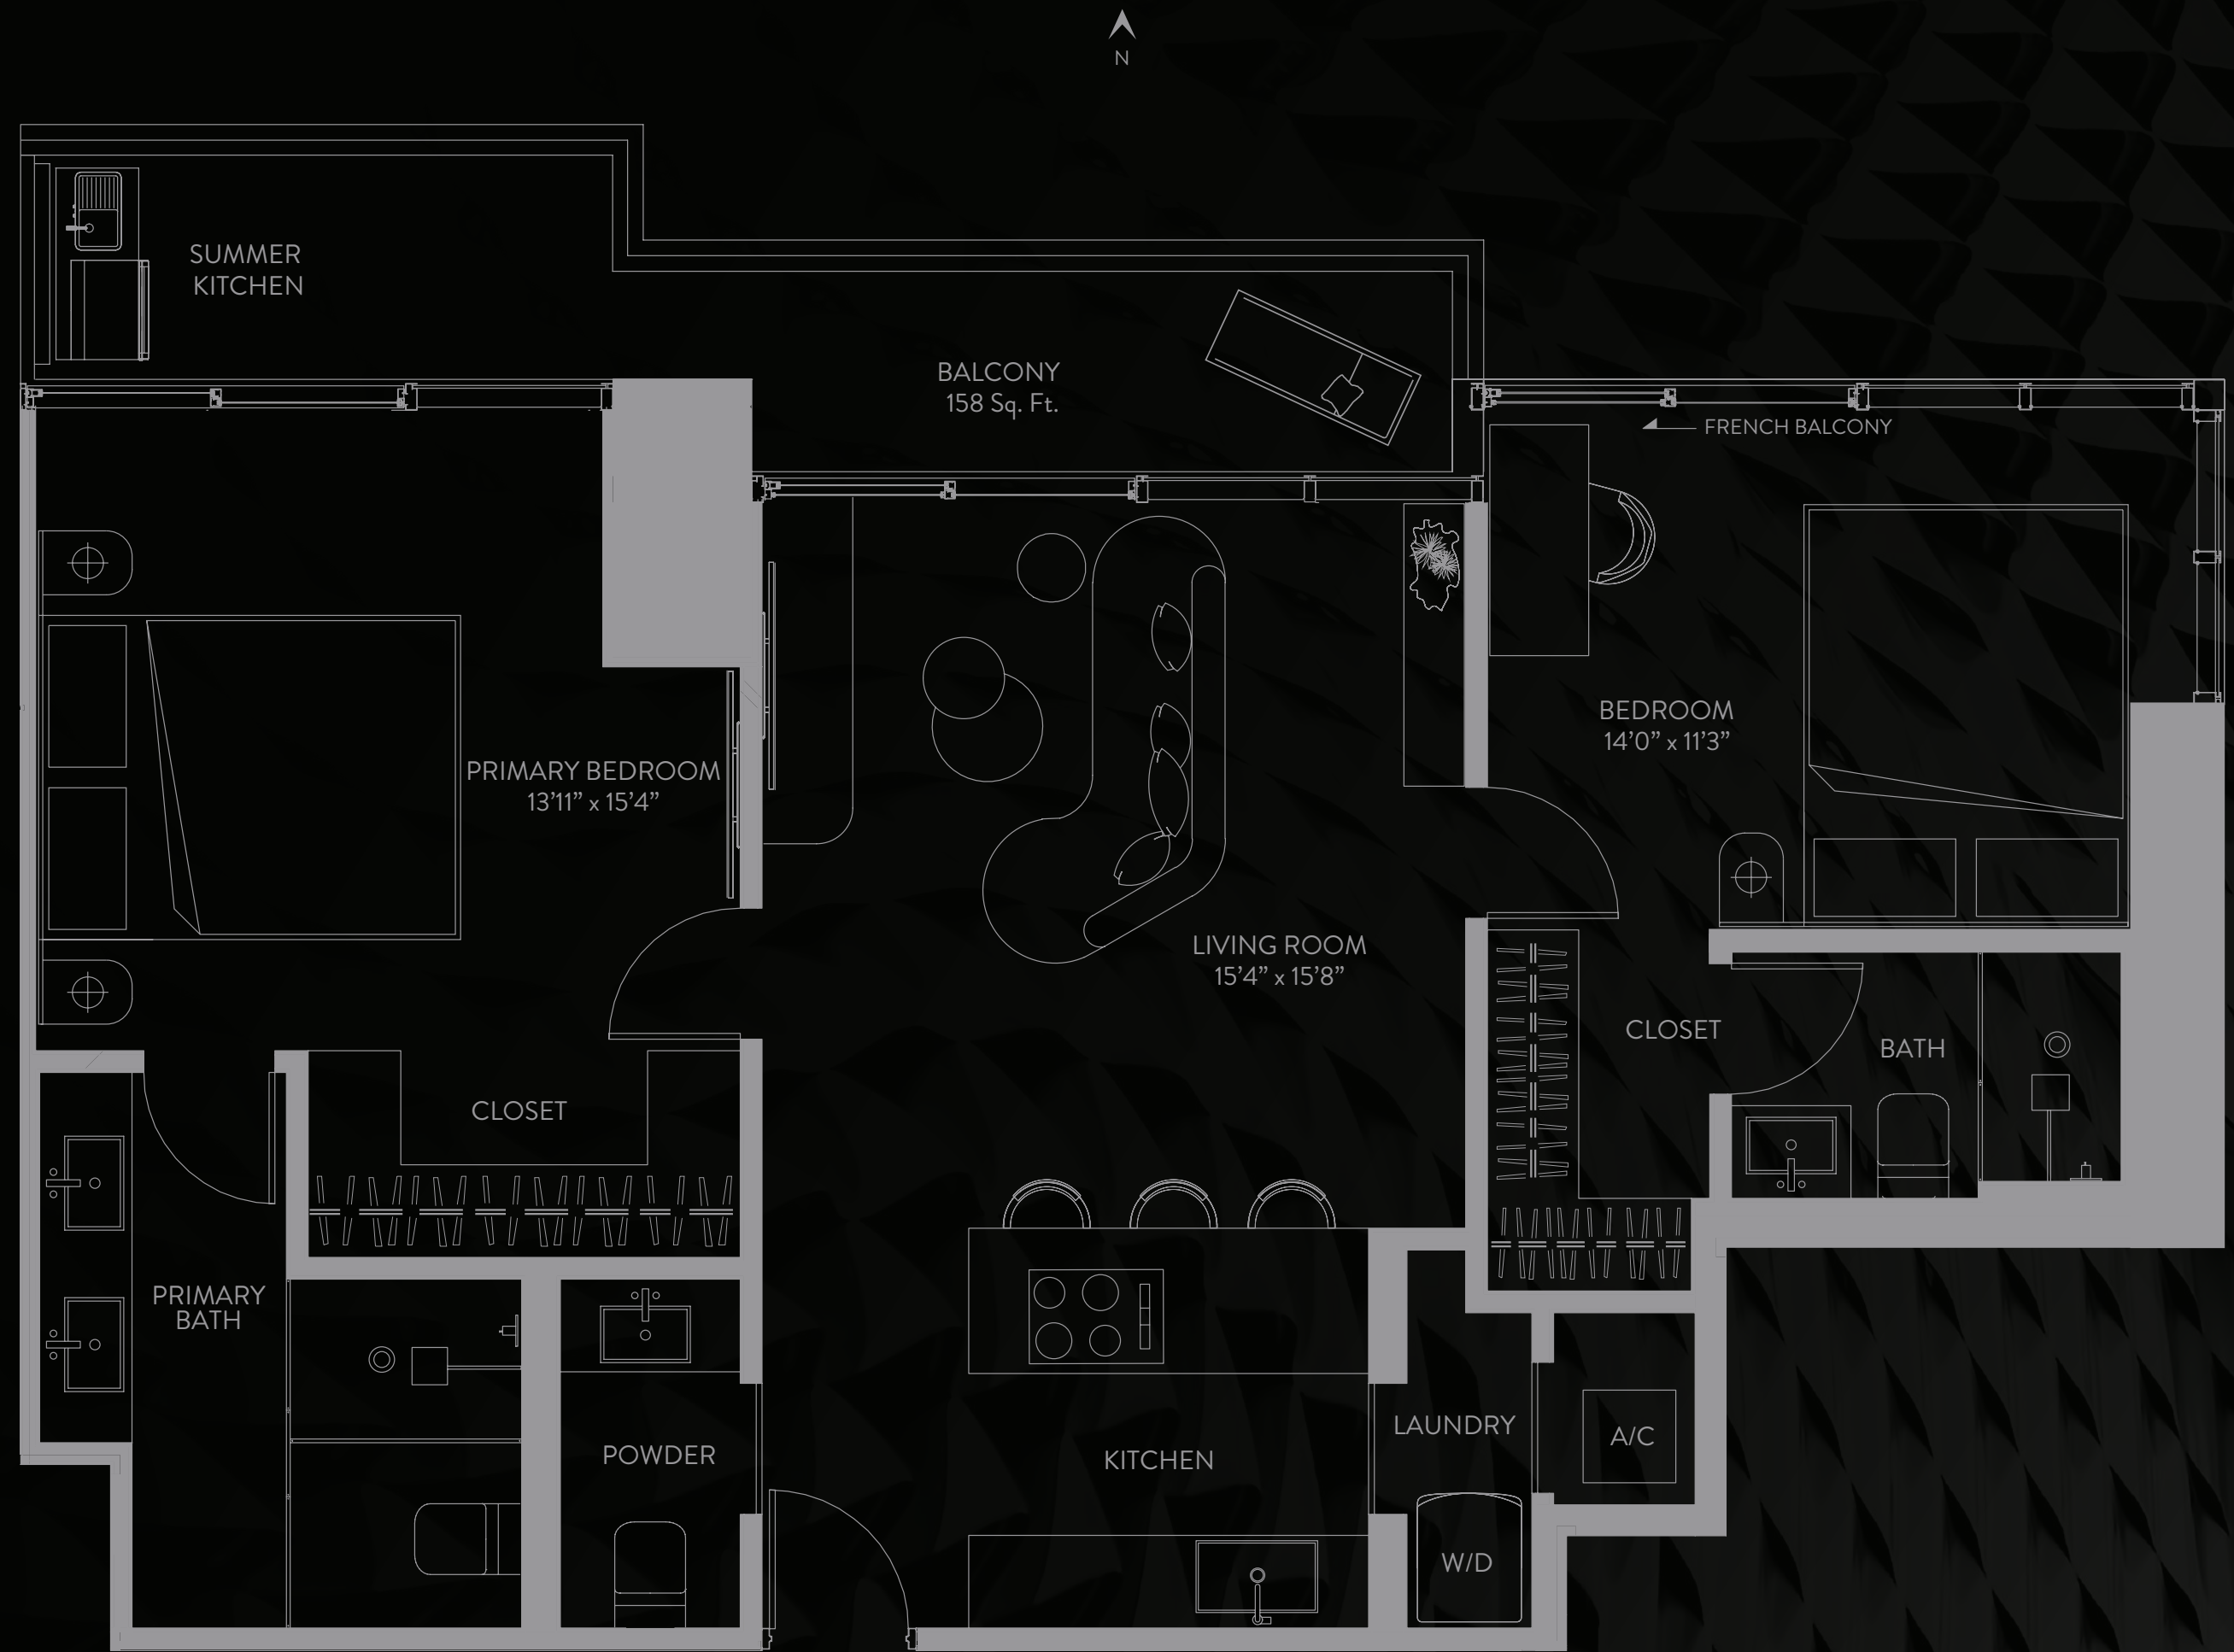 N
SUMMER
KITCHEN
BALCONY
158 Sq. Ft.
FRENCH BALCONY
PRIMARY BEDROOM
13’11” x 15’4”
BEDROOM
14’0” x 11’3”
LIVING ROOM
15’4” x 15’8”
CLOSET
CLOSET
BATH
PRIMARY
BATH
POWDER
KITCHEN
LAUNDRY
A/C
W/D